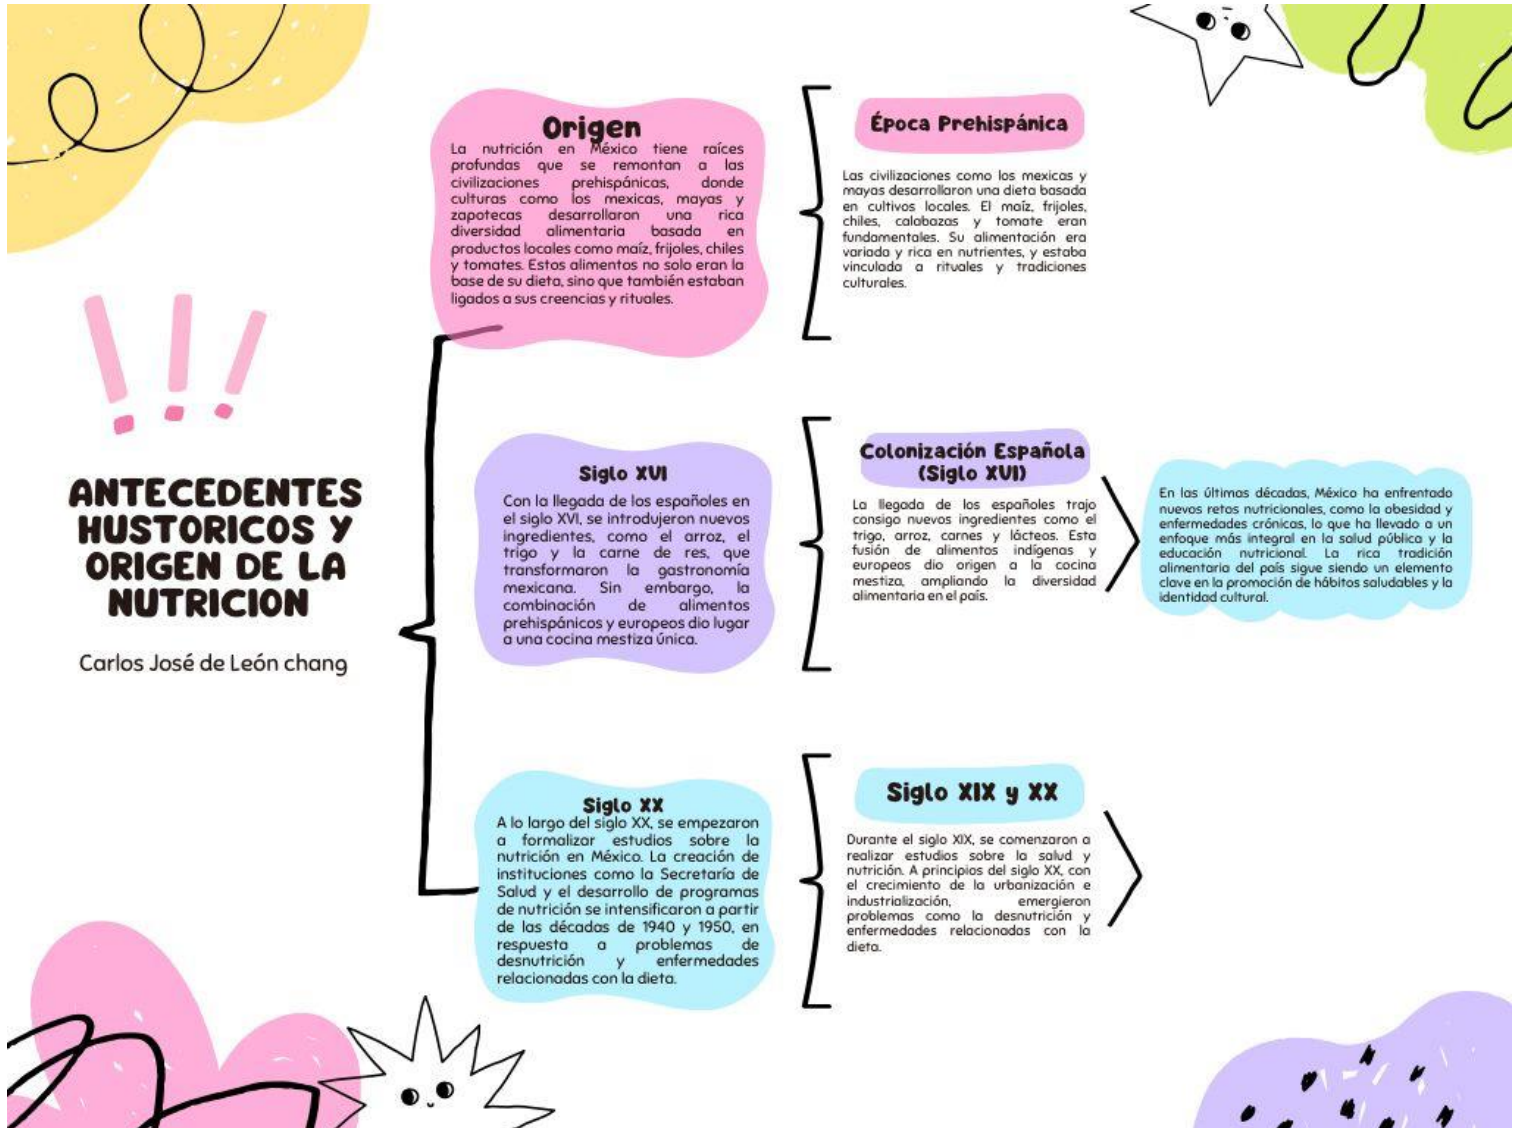 ANTECEDENTES
HUSTORICOS Y
ORIGEN DE LA
NUTRICION
Carlos José de León chang
Origen
La nutrición en México tiene raíces
profundas que se remontan a las
civilizaciones prehispánicas, donde
culturas como los mexicas, mayas y
zapotecas desarrollaron una rica
diversidad alimentaria basada en
productos locales como maíz, frijoles, chiles
y tomates. Estos alimentos no solo eran la
base de su dieta, sino que también estaban
ligados a sus creencias y rituales.
Época Prehispánica
Las civilizaciones como los mexicas y
mayas desarrollaron una dieta basada
en cultivos locales. El maíz, frijoles,
chiles, calabazas y tomate eran
fundamentales. Su alimentación era
variada y rica en nutrientes, y estaba
vinculada a rituales y tradiciones
culturales.
Siglo XVI
Con la llegada de los españoles en
el siglo XVI, se introdujeron nuevos
ingredientes, como el arroz, el
trigo y la carne de res, que
transformaron la gastronomía
mexicana. Sin embargo, la
combinación de alimentos
prehispánicos y europeos dio lugar
a una cocina mestiza única.
Colonización Española
(Siglo XVI)
La llegada de los españoles trajo
consigo nuevos ingredientes como el
trigo, arroz, carnes y lácteos. Esta
fusión de alimentos indígenas y
europeos dio origen a la cocina
mestiza, ampliando la diversidad
alimentaria en el país.
En las últimas décadas, México ha enfrentado
nuevos retos nutricionales, como la obesidad y
enfermedades crónicas, lo que ha llevado a un
enfoque más integral en la salud pública y la
educación nutricional. La rica tradición
alimentaria del país sigue siendo un elemento
clave en la promoción de hábitos saludables y la
identidad cultural.
Siglo XX
A lo largo del siglo XX, se empezaron
a formalizar estudios sobre la
nutrición en México. La creación de
instituciones como la Secretaría de
Salud y el desarrollo de programas
de nutrición se intensificaron a partir
de las décadas de 1940 y 1950, en
respuesta a problemas de
desnutrición y enfermedades
relacionadas con la dieta.
Siglo XIX y XX
Durante el siglo XIX, se comenzaron a
realizar estudios sobre la salud y
nutrición. A principios del siglo XX, con
el crecimiento de la urbanización e
industrialización, emergieron
problemas como la desnutrición y
enfermedades relacionadas con la
dieta.